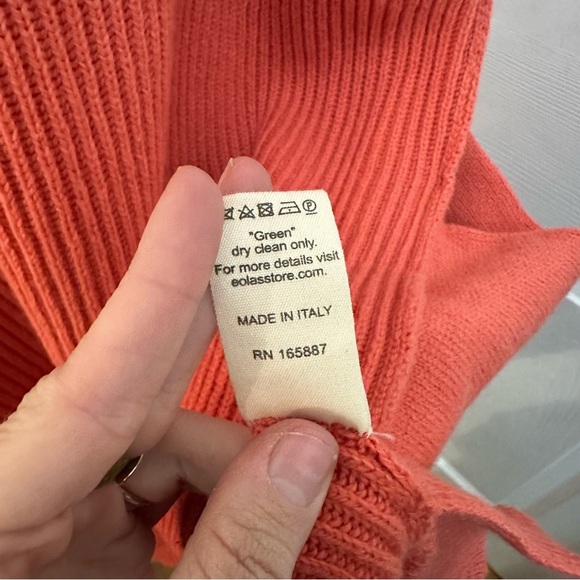 "Green"
dry clean only.
For more details visit
eolasstore.com.
MADE IN ITALY
RN 165887